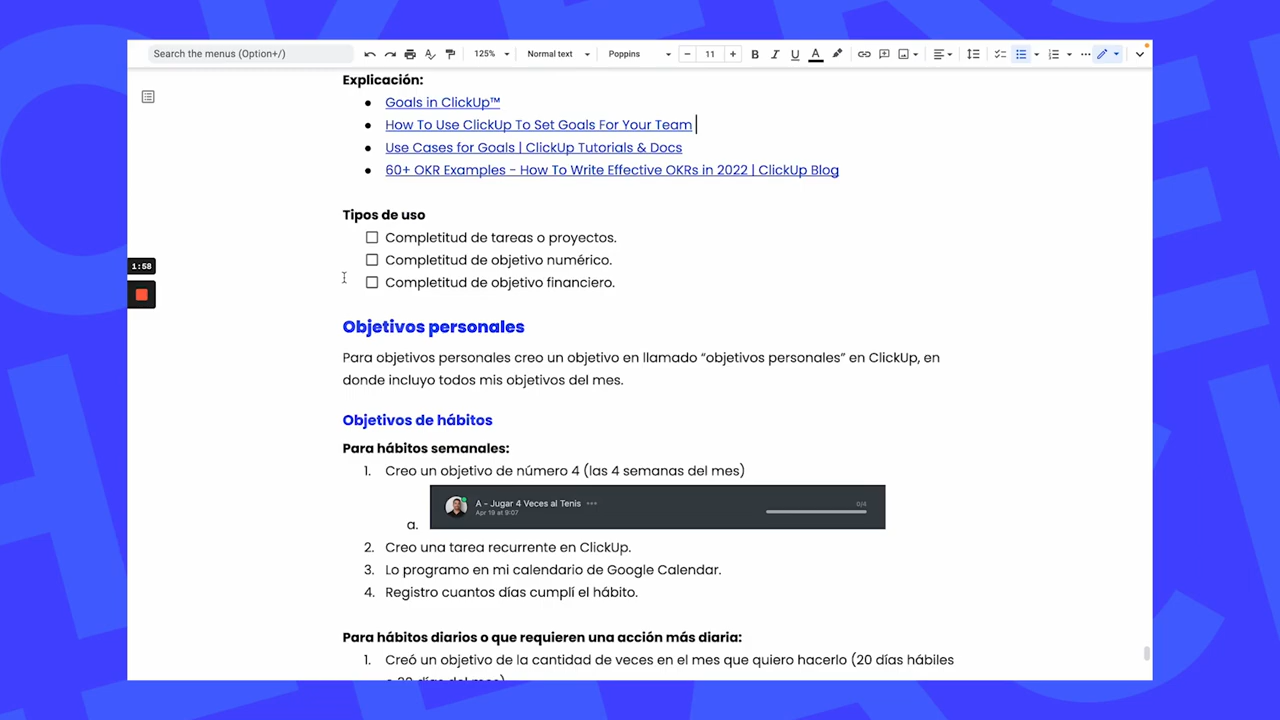 Search the menus (Option+/)
125%
Normal text
Poppins
11
B
I
U
A
Explicación:
Goals in ClickUp™
How To Use ClickUp To Set Goals For Your Team
Use Cases for Goals | ClickUp Tutorials & Docs
60+ OKR Examples - How To Write Effective OKRs in 2022 | ClickUp Blog
Tipos de uso
Completitud de tareas o proyectos.
Completitud de objetivo numérico.
1:58
Completitud de objetivo financiero.
Objetivos personales
Para objetivos personales creo un objetivo en llamado “objetivos personales” en ClickUp, en
donde incluyo todos mis objetivos del mes.
Objetivos de hábitos
Para hábitos semanales:
1. Creo un objetivo de número 4 (las 4 semanas del mes)
a.
A - Jugar 4 Veces al Tenis
Apr 19 at 9:07
0/4
2. Creo una tarea recurrente en ClickUp.
3. Lo programo en mi calendario de Google Calendar.
4. Registro cuantos días cumplí el hábito.
Para hábitos diarios o que requieren una acción más diaria:
1. Creó un objetivo de la cantidad de veces en el mes que quiero hacerlo (20 días hábiles